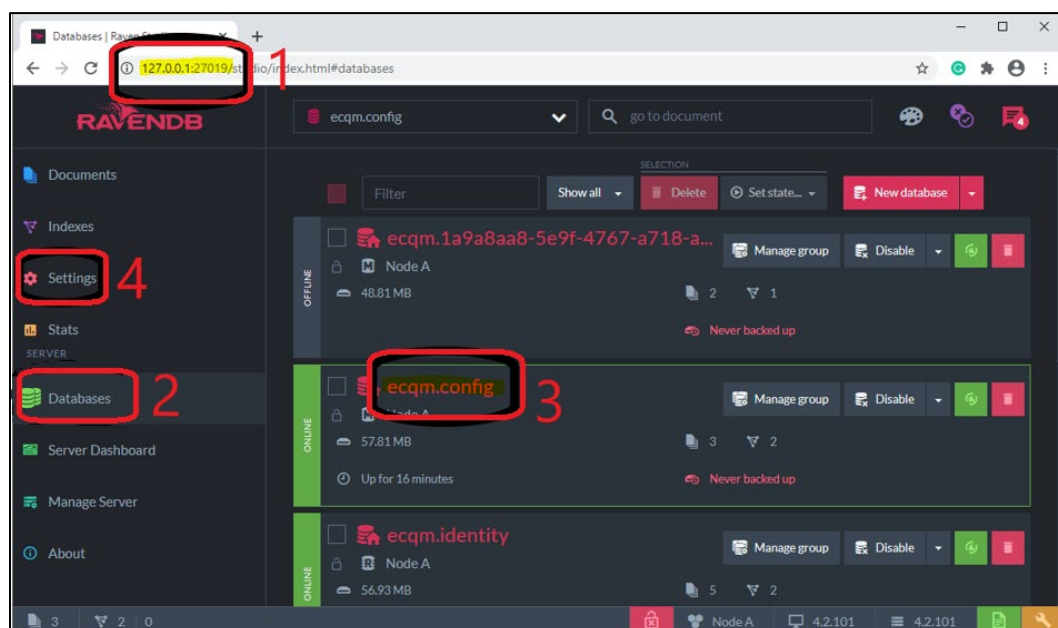 Databases | Raven St
127.0.0.1:27019/studio/index.html#databases
1
RAVENDB
ecqm.config
go to document
4
Documents
Indexes
Settings
4
Stats
SERVER
Databases
2
Server Dashboard
Manage Server
About
SELECTION
Filter
Show all
Delete
Set state...
New database
OFFLINE
ecqm.1a9a8aa8-5e9f-4767-a718-a...
Manage group
Disable
Node A
48.81 MB
2
1
Never backed up
ONLINE
ecqm.config
3
Manage group
Disable
Node A
57.81 MB
3
2
Up for 16 minutes
Never backed up
ONLINE
ecqm.identity
Manage group
Disable
Node A
56.93 MB
5
2
3 2 0
Node A 4.2.101 4.2.101